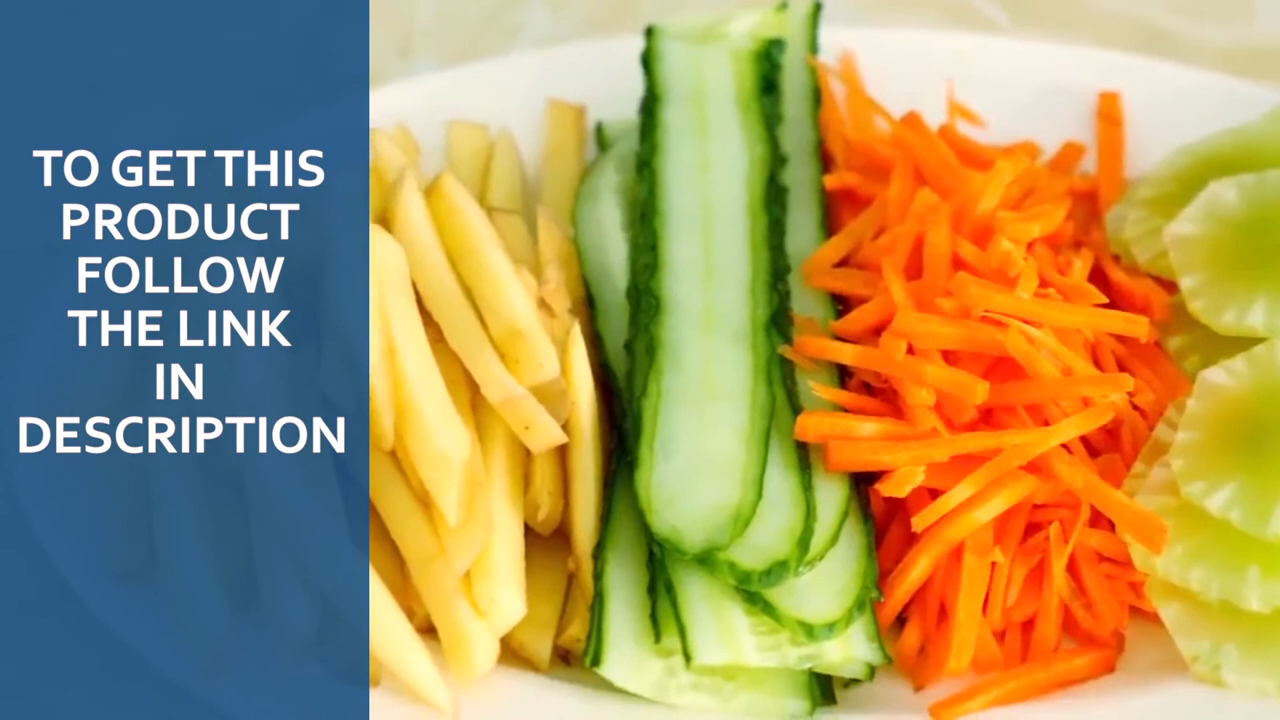 TO GET THIS
PRODUCT
FOLLOW
THE LINK
IN
DESCRIPTION